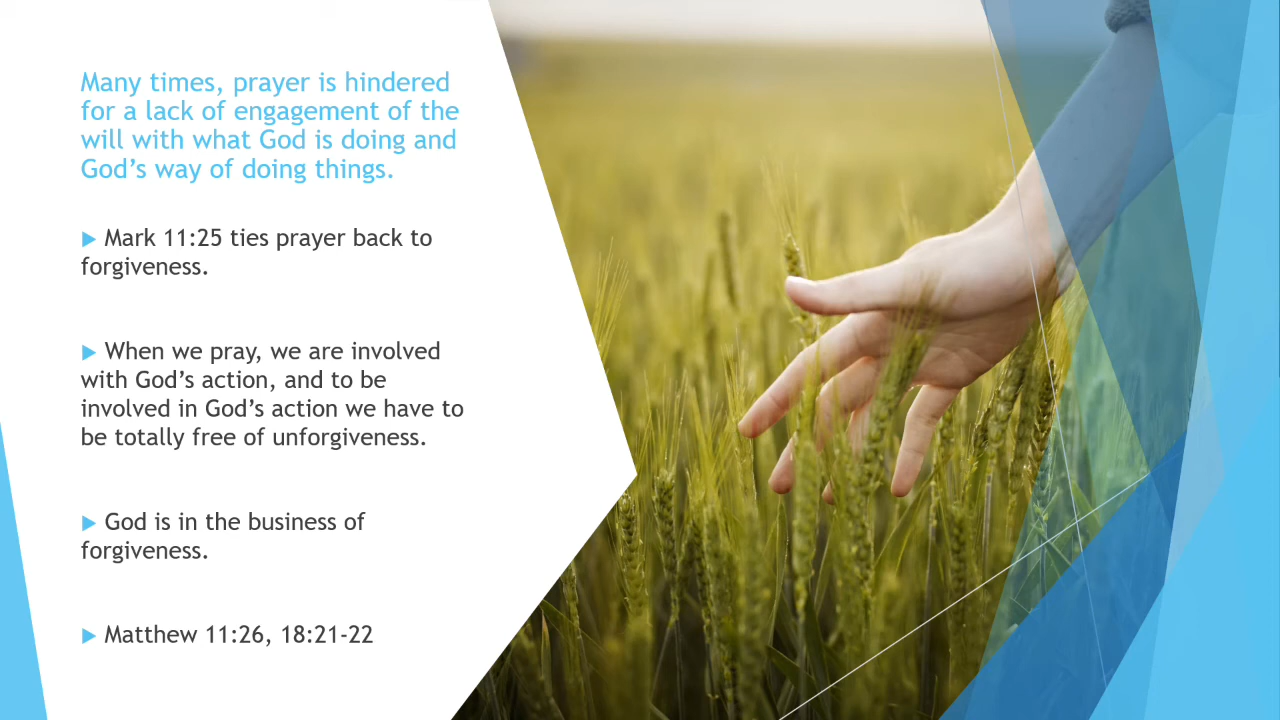 Many times, prayer is hindered
for a lack of engagement of the
will with what God is doing and
God’s way of doing things.
Mark 11:25 ties prayer back to
forgiveness.
When we pray, we are involved
with God’s action, and to be
involved in God’s action we have to
be totally free of unforgiveness.
God is in the business of
forgiveness.
Matthew 11:26, 18:21-22